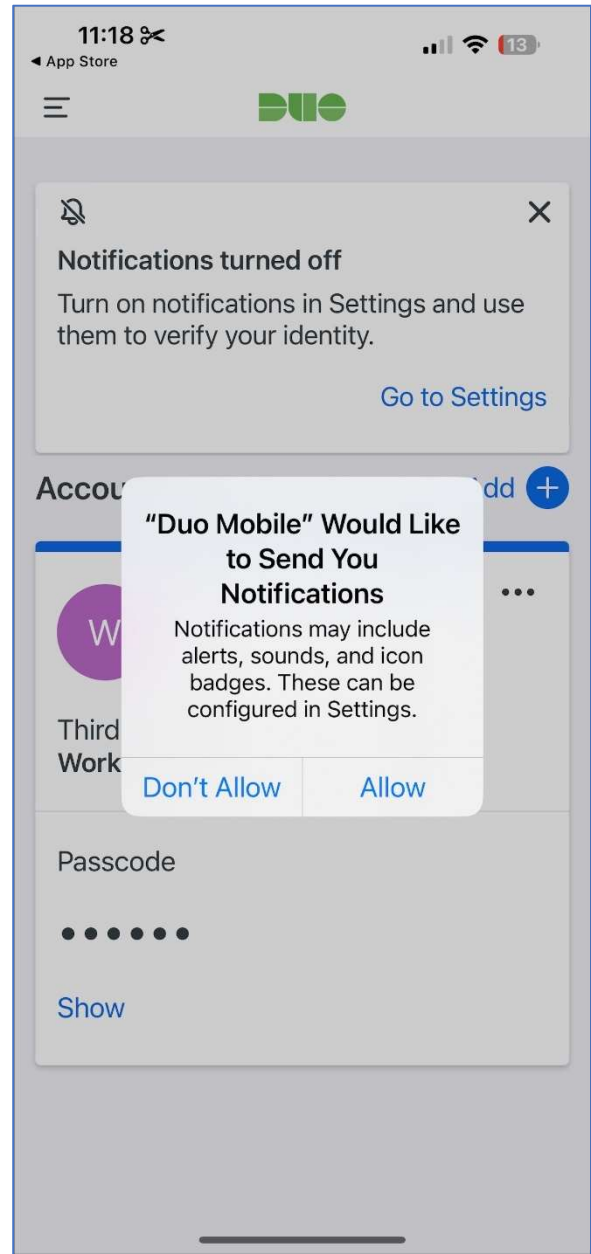 11:18
◀ App Store
13
DUO
Notifications turned off
Turn on notifications in Settings and use
them to verify your identity.
Go to Settings
Accou
dd
“Duo Mobile” Would Like
to Send You
Notifications
Notifications may include
alerts, sounds, and icon
badges. These can be
configured in Settings.
Don’t Allow
Allow
W
Third
Work
Passcode
••••••
Show